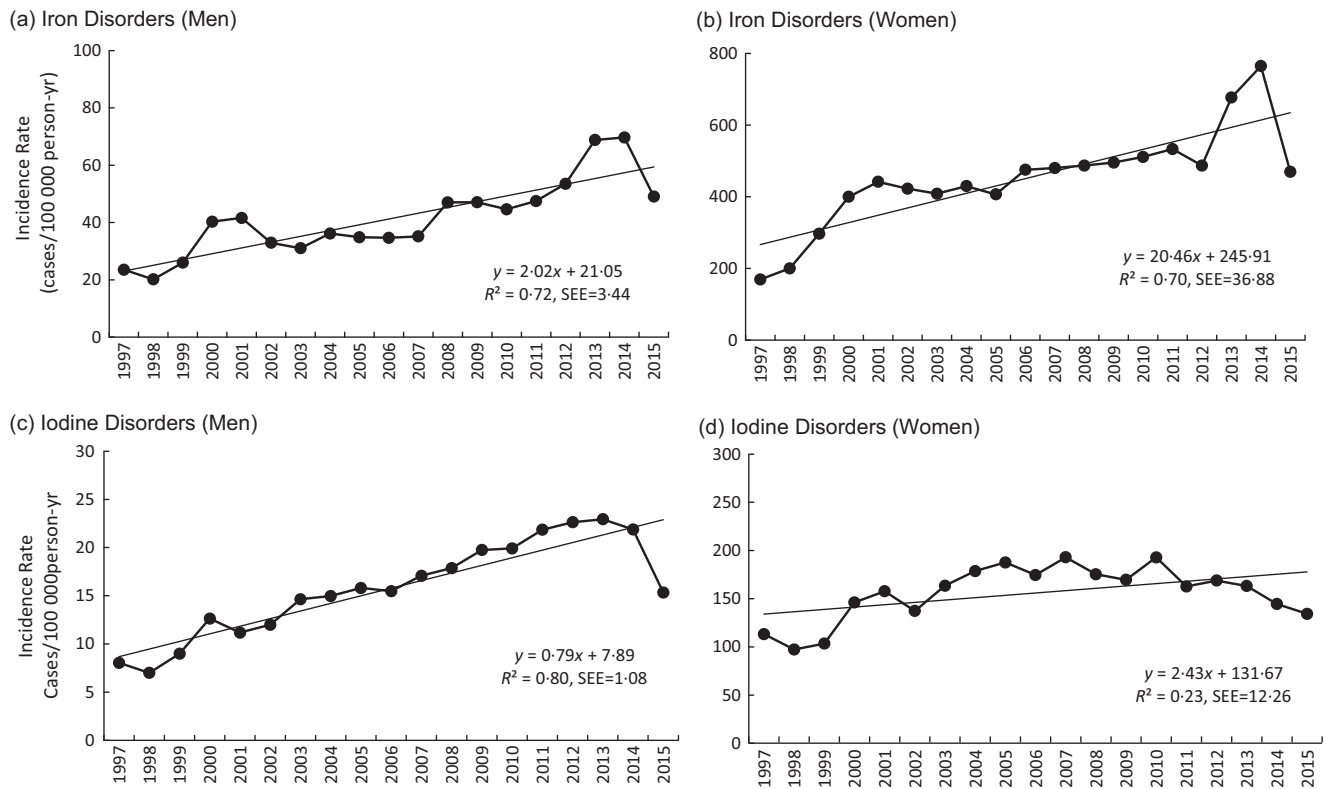 (a) Iron Disorders (Men)
Incidence Rate
(cases/100 000 person-yr)
100
80
60
40
20
0
y = 2·02x + 21·05
R² = 0·72, SEE=3·44
1997 1998 1999 2000 2001 2002 2003 2004 2005 2006 2007 2008 2009 2010 2011 2012 2013 2014 2015
(b) Iron Disorders (Women)
800
600
400
200
0
y = 20·46x + 245·91
R² = 0·70, SEE=36·88
1997 1998 1999 2000 2001 2002 2003 2004 2005 2006 2007 2008 2009 2010 2011 2012 2013 2014 2015
(c) Iodine Disorders (Men)
Incidence Rate
Cases/100 000person-yr
30
25
20
15
10
5
0
y = 0·79x + 7·89
R² = 0·80, SEE=1·08
1997 1998 1999 2000 2001 2002 2003 2004 2005 2006 2007 2008 2009 2010 2011 2012 2013 2014 2015
(d) Iodine Disorders (Women)
300
250
200
150
100
50
0
y = 2·43x + 131·67
R² = 0·23, SEE=12·26
1997 1998 1999 2000 2001 2002 2003 2004 2005 2006 2007 2008 2009 2010 2011 2012 2013 2014 2015